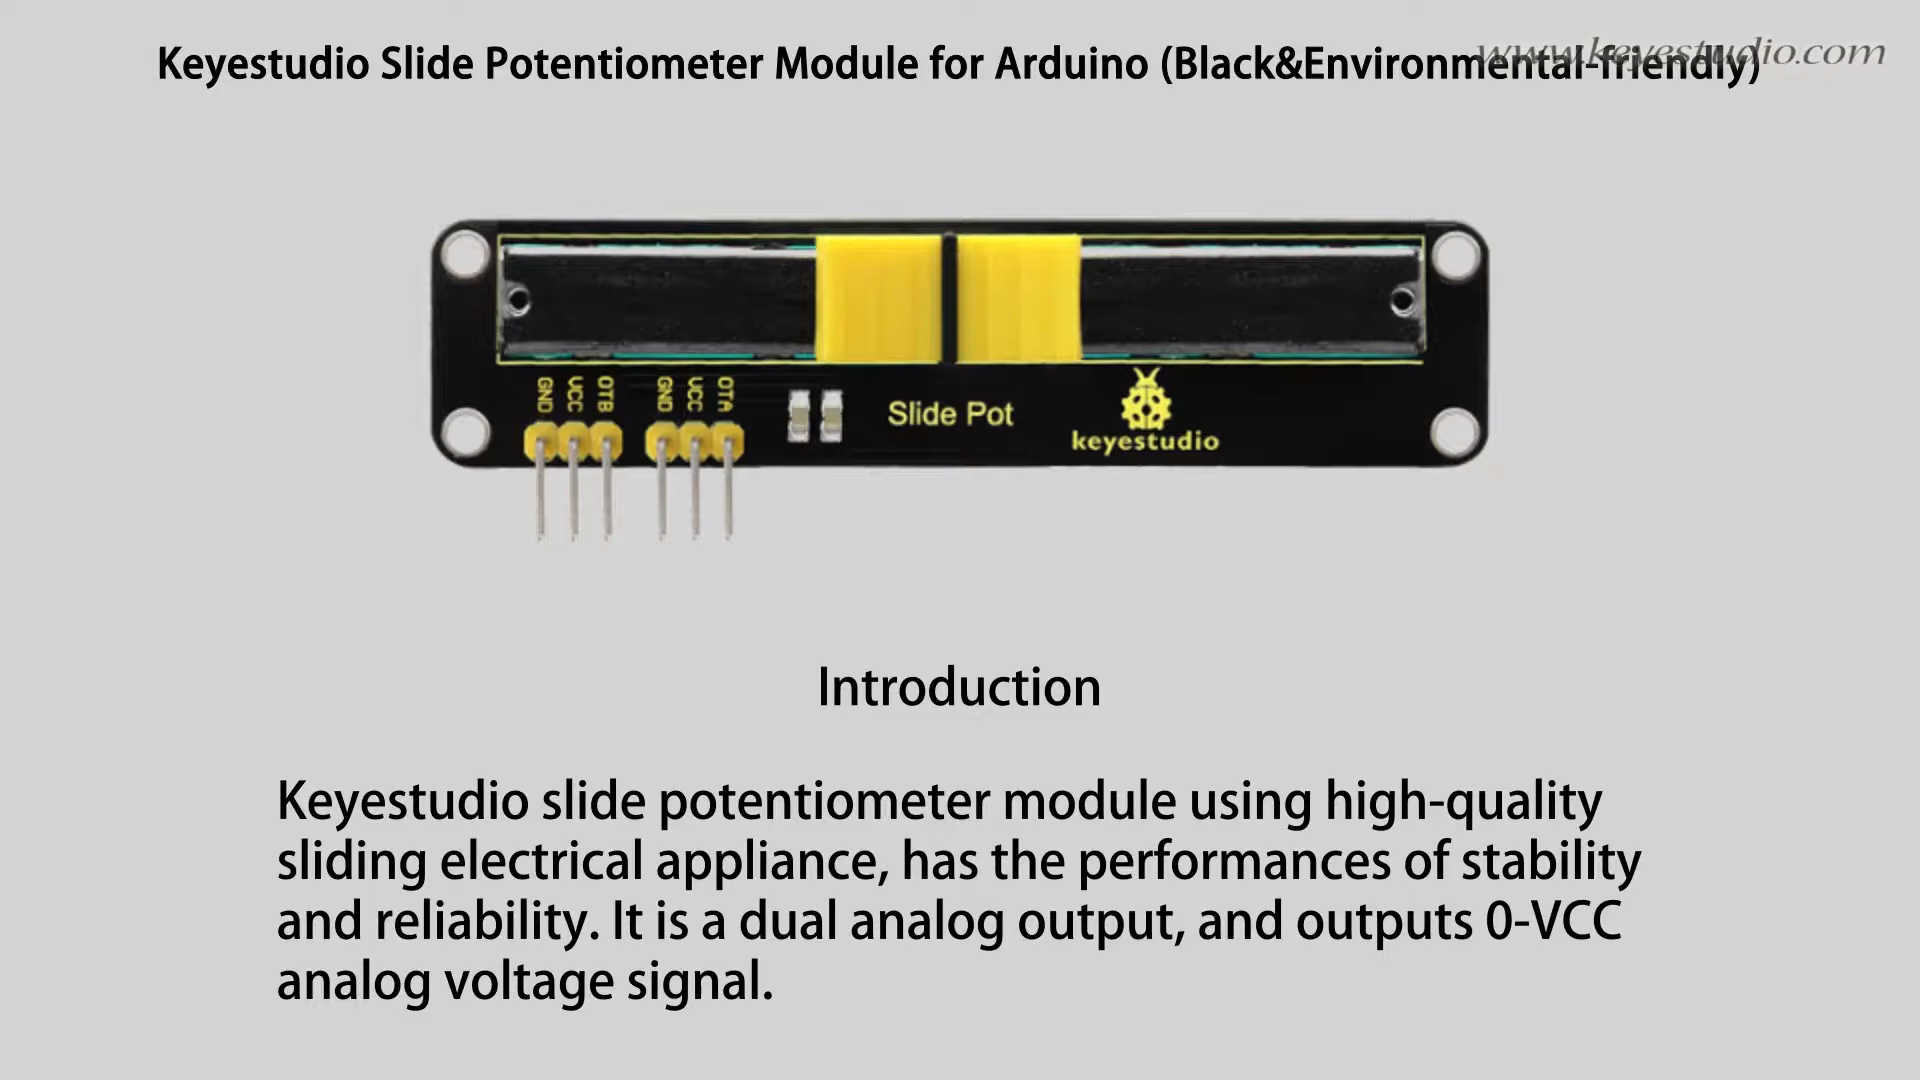 Keyestudio Slide Potentiometer Module for Arduino (Black&Environmental-friendly)
www.keyestudio.com
GND VCC OTB GND VCC OTA
Slide Pot
keyestudio
Introduction
Keyestudio slide potentiometer module using high-quality
sliding electrical appliance, has the performances of stability
and reliability. It is a dual analog output, and outputs 0-VCC
analog voltage signal.